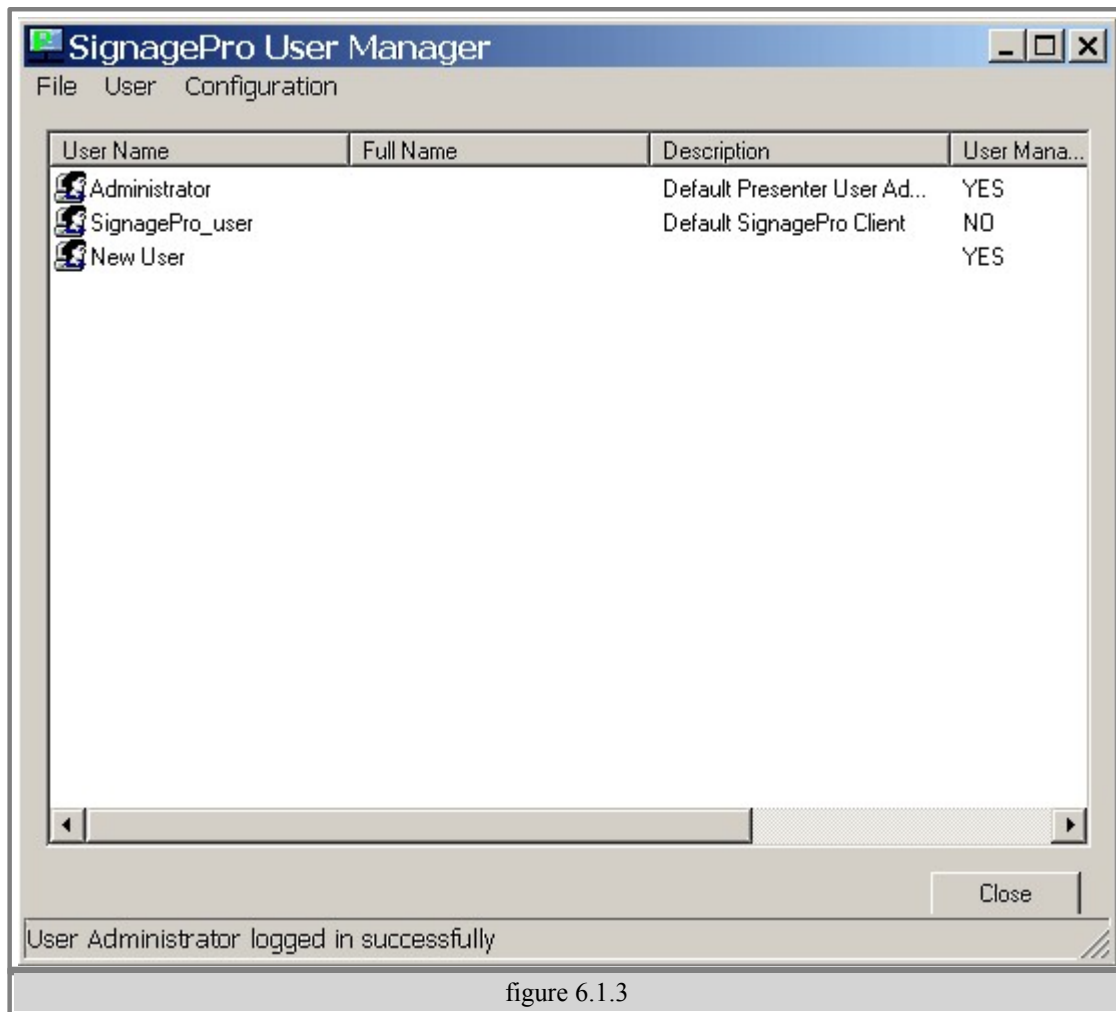 SignagePro User Manager
File User Configuration
User Name Full Name Description User Mana...
Administrator Default Presenter User Ad... YES
SignagePro_user Default SignagePro Client NO
New User YES
Close
User Administrator logged in successfully
figure 6.1.3